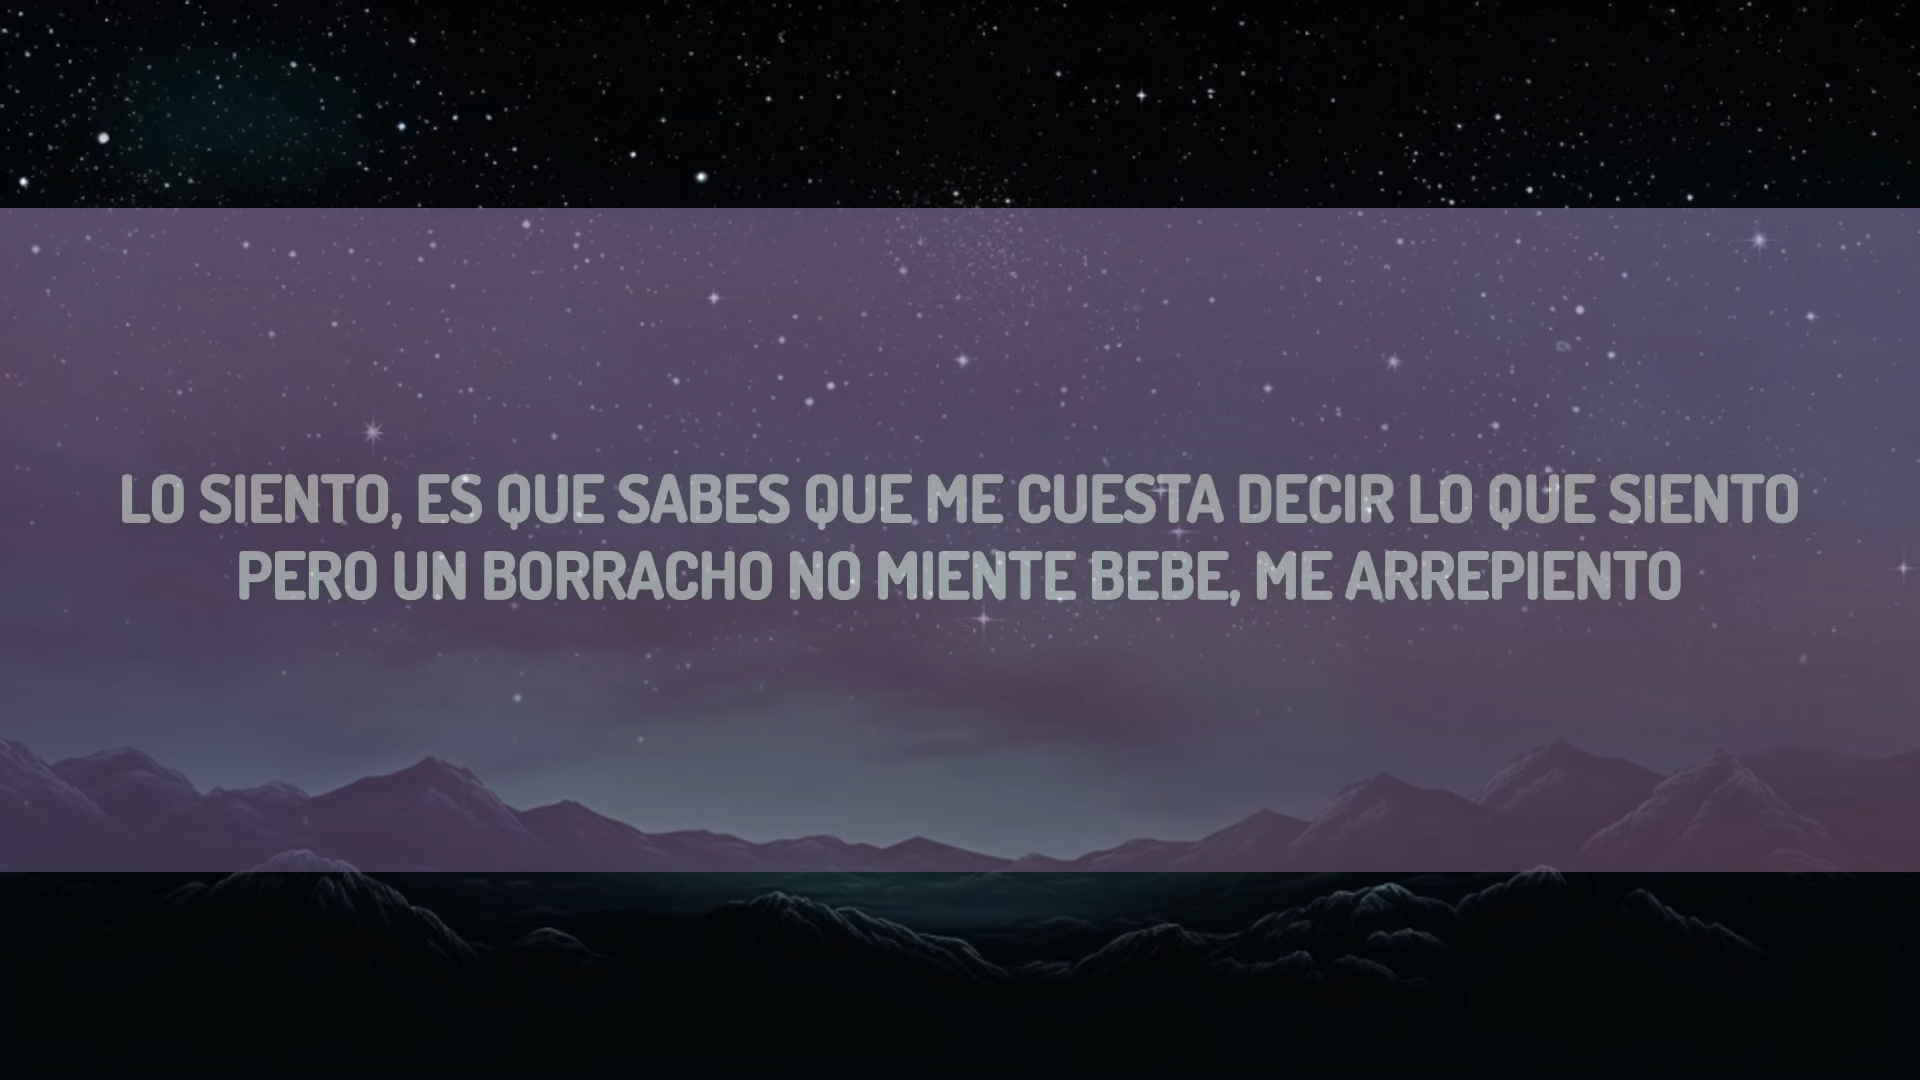 LO SIENTO, ES QUE SABES QUE ME CUESTA DECIR LO QUE SIENTO
PERO UN BORRACHO NO MIENTE BEBE, ME ARREPIENTO